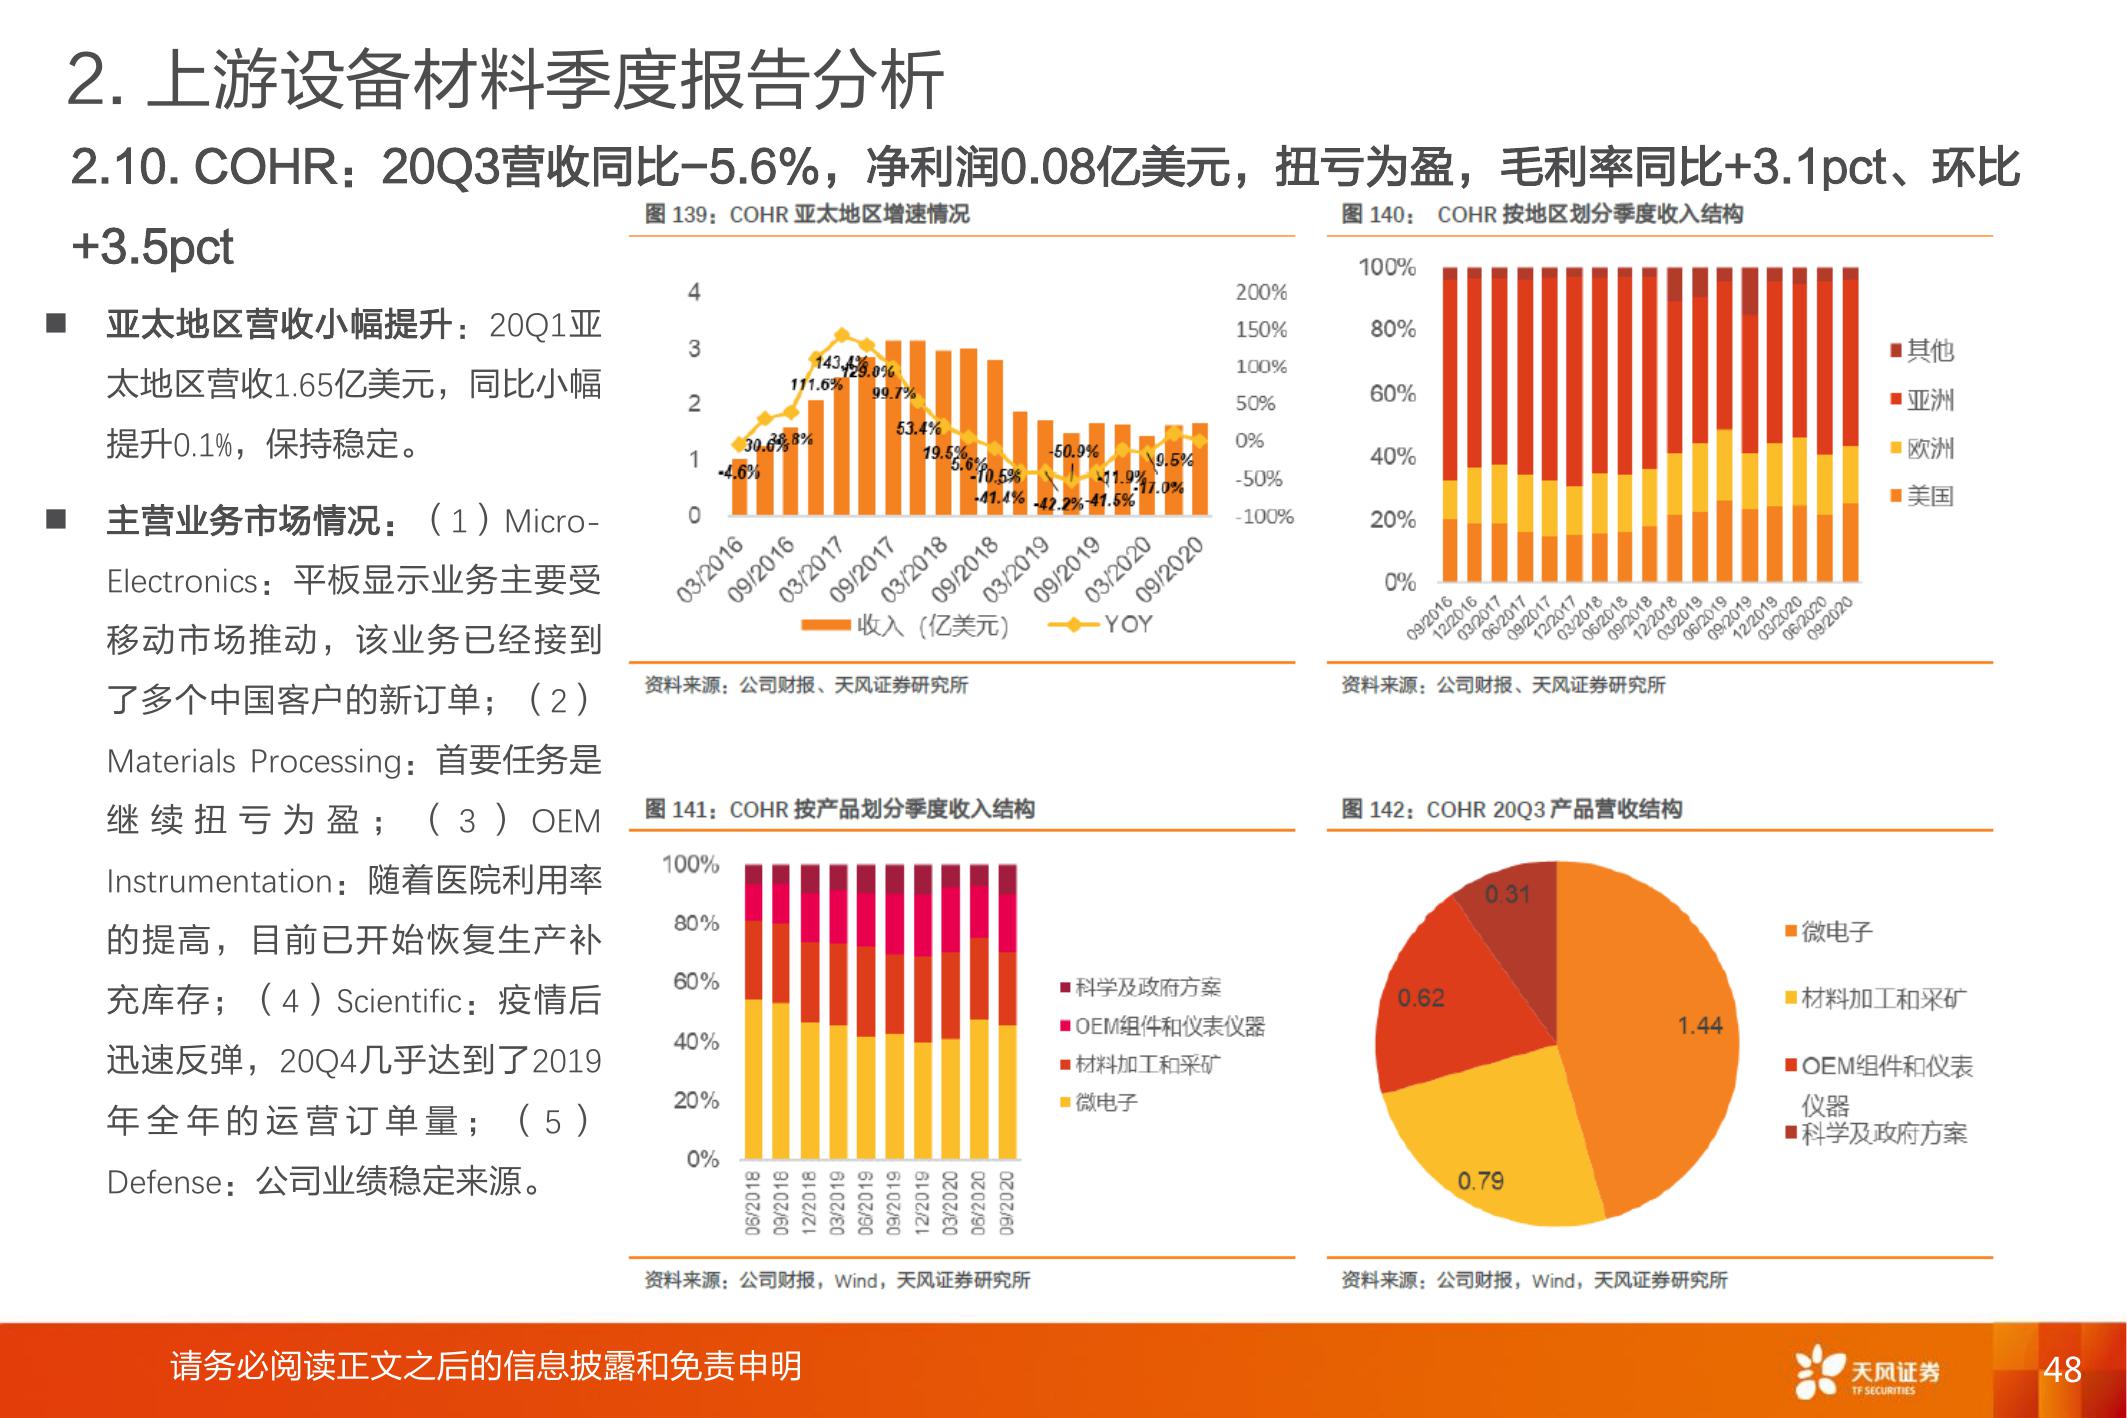 2. 上游设备材料季度报告分析
2.10. COHR：20Q3营收同比-5.6%，净利润0.08亿美元，扭亏为盈，毛利率同比+3.1pct、环比
+3.5pct
■ 亚太地区营收小幅提升：20Q1亚
太地区营收1.65亿美元，同比小幅
提升0.1%，保持稳定。
■ 主营业务市场情况：（1）Micro-
Electronics：平板显示业务主要受
移动市场推动，该业务已经接到
了多个中国客户的新订单；（2）
Materials Processing：首要任务是
继续扭亏为盈；（3）OEM
Instrumentation：随着医院利用率
的提高，目前已开始恢复生产补
充库存；（4）Scientific：疫情后
迅速反弹，20Q4几乎达到了2019
年全年的运营订单量；（5）
Defense：公司业绩稳定来源。
图 139：COHR 亚太地区增速情况
4
3
2
1
0
200%
150%
100%
50%
0%
-50%
-100%
-4.6%
30.6%
38.8%
111.6%
143.4%
129.0%
99.7%
53.4%
19.5%
5.6%
-10.5%
-41.4%
-42.2%
-50.9%
-41.5%
-11.9%
-17.0%
9.5%
03/2016
09/2016
03/2017
09/2017
03/2018
09/2018
03/2019
09/2019
03/2020
09/2020
收入（亿美元）
YOY
资料来源：公司财报、天风证券研究所
图 140： COHR 按地区划分季度收入结构
100%
80%
60%
40%
20%
0%
09/2016
12/2016
03/2017
06/2017
09/2017
12/2017
03/2018
06/2018
09/2018
12/2018
03/2019
06/2019
09/2019
12/2019
03/2020
06/2020
09/2020
其他
亚洲
欧洲
美国
资料来源：公司财报、天风证券研究所
图 141：COHR 按产品划分季度收入结构
100%
80%
60%
40%
20%
0%
06/2018
09/2018
12/2018
03/2019
06/2019
09/2019
12/2019
03/2020
06/2020
09/2020
科学及政府方案
OEM组件和仪表仪器
材料加工和采矿
微电子
资料来源：公司财报，Wind，天风证券研究所
图 142：COHR 20Q3 产品营收结构
0.31
0.62
1.44
0.79
微电子
材料加工和采矿
OEM组件和仪表
仪器
科学及政府方案
资料来源：公司财报，Wind，天风证券研究所
请务必阅读正文之后的信息披露和免责申明
天风证券
TF SECURITIES
48